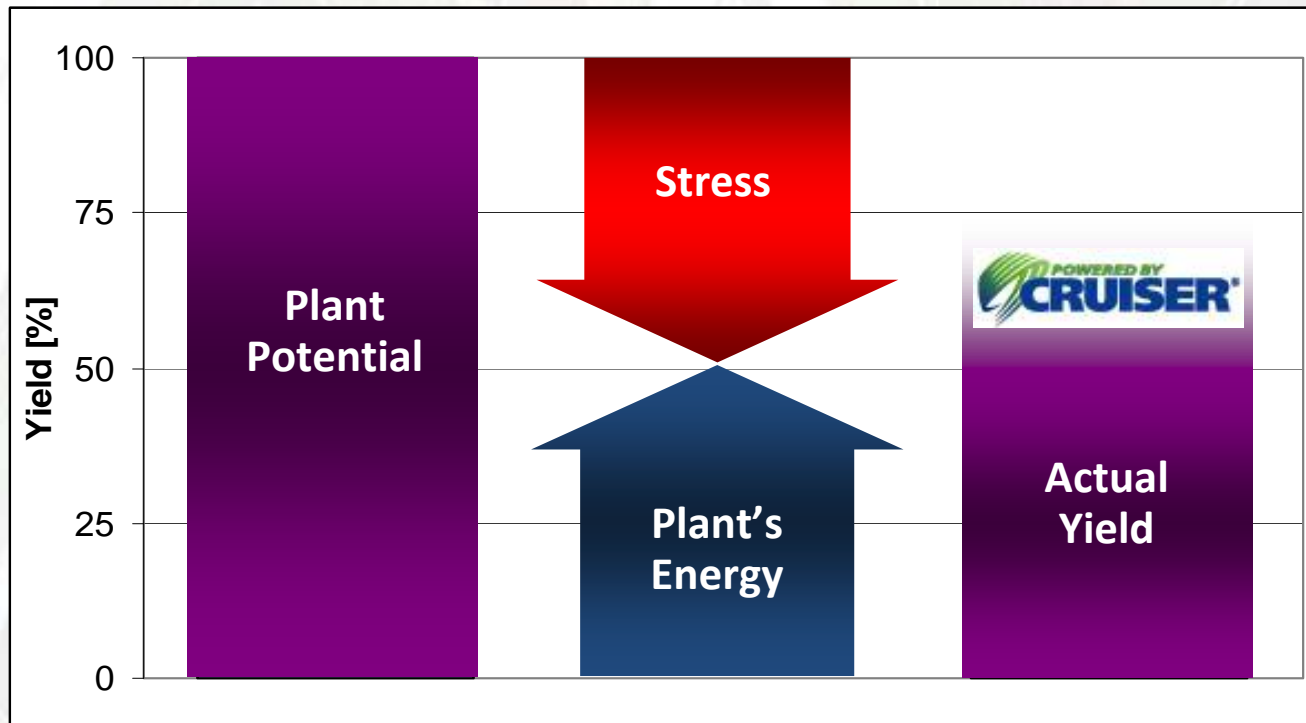 Yield [%]
100
75
50
25
0
Plant
Potential
Stress
Plant’s
Energy
POWERED BY
CRUISER®
Actual
Yield